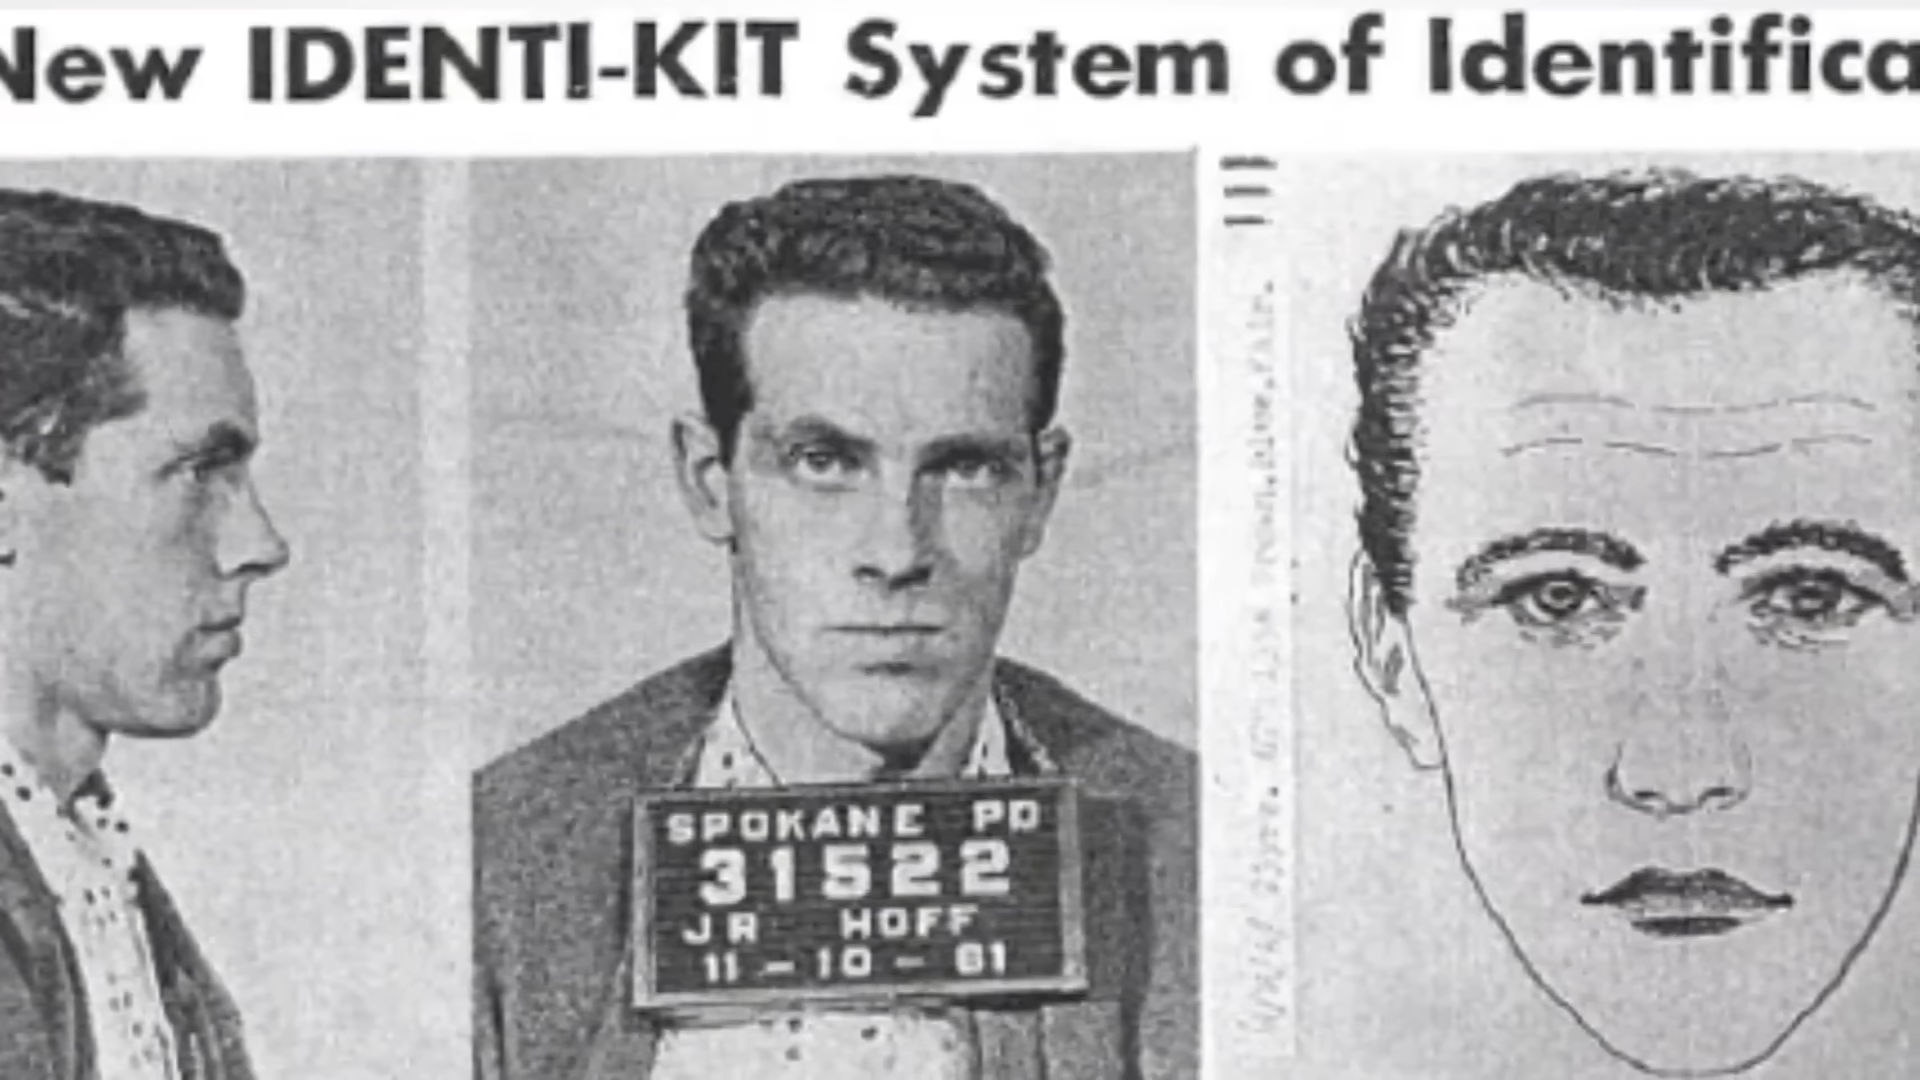 New IDENTI-KIT System of Identifica
SPOKANE PD
31522
JR HOFF
11-10-61